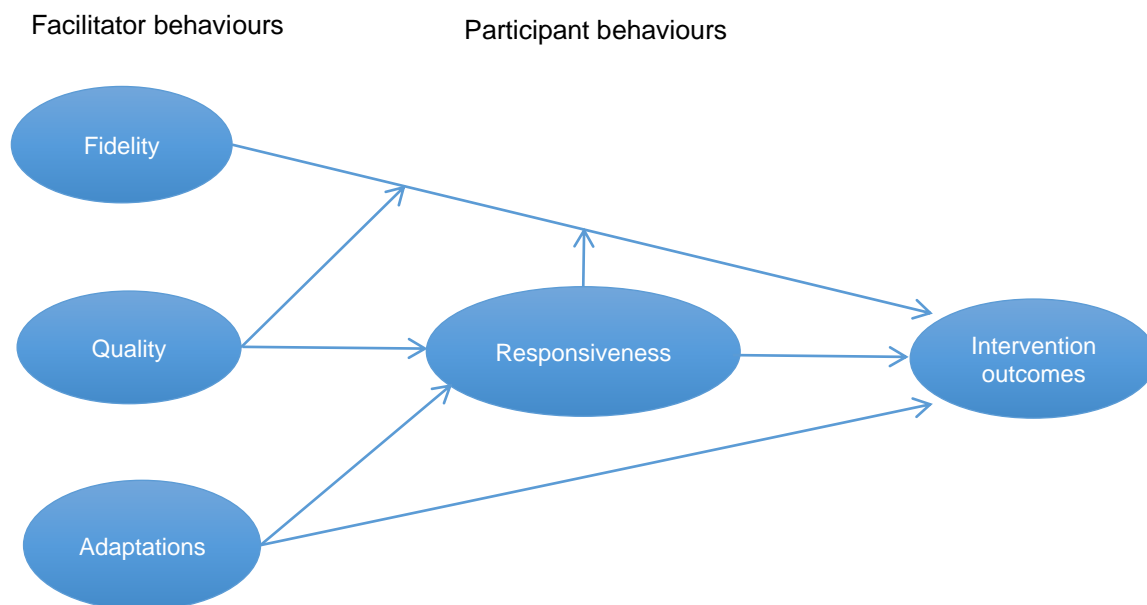 Facilitator behaviours
Participant behaviours
Fidelity
Quality
Responsiveness
Intervention
outcomes
Adaptations